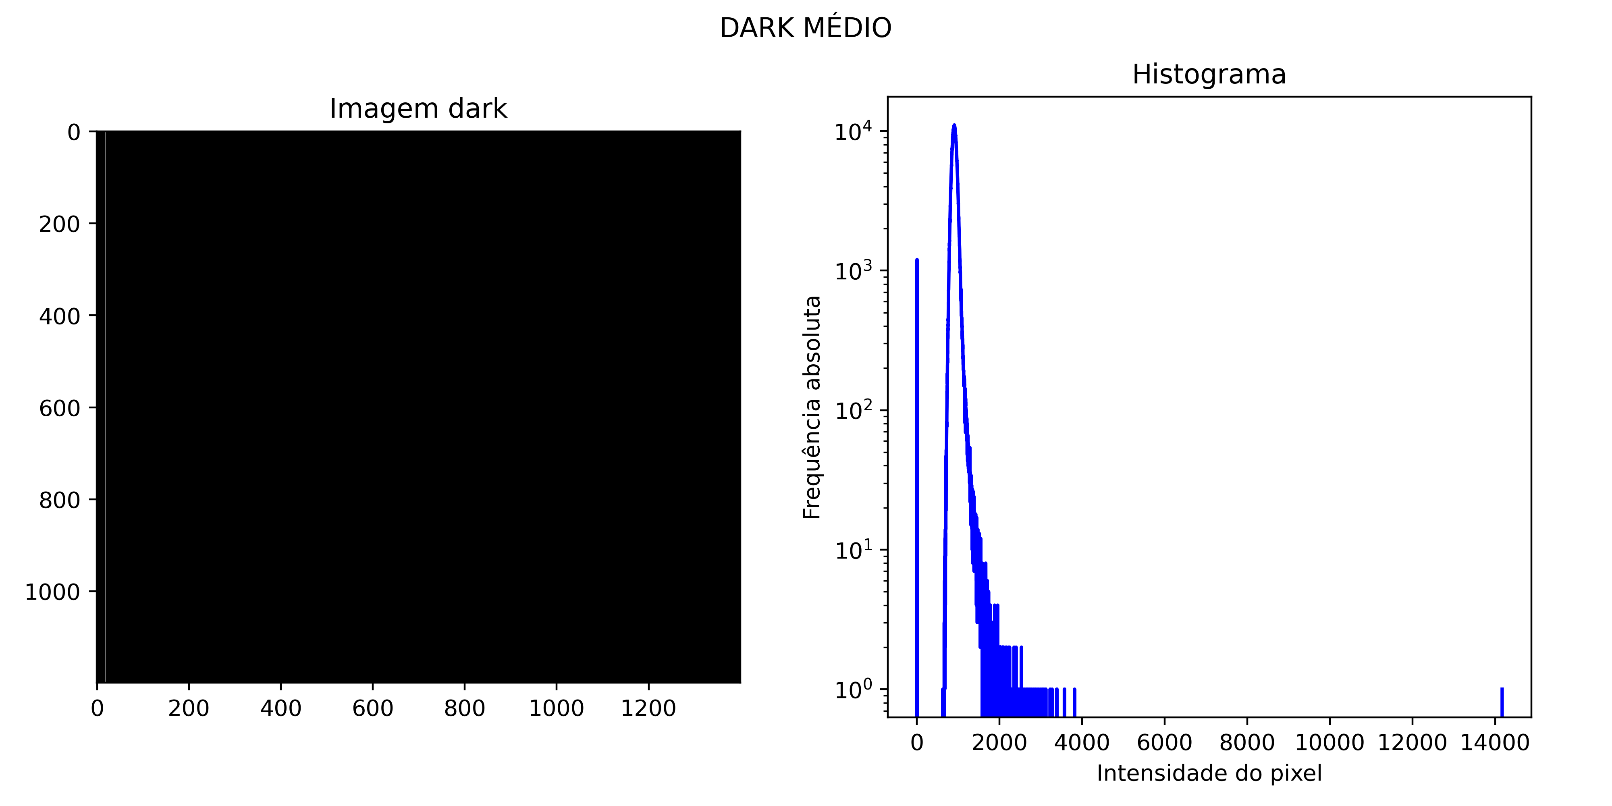 DARK MÉDIO
Imagem dark
0
200
400
600
800
1000
0 200 400 600 800 1000 1200
Histograma
Frequência absoluta
10⁴
10³
10²
10¹
10⁰
0 2000 4000 6000 8000 10000 12000 14000
Intensidade do pixel